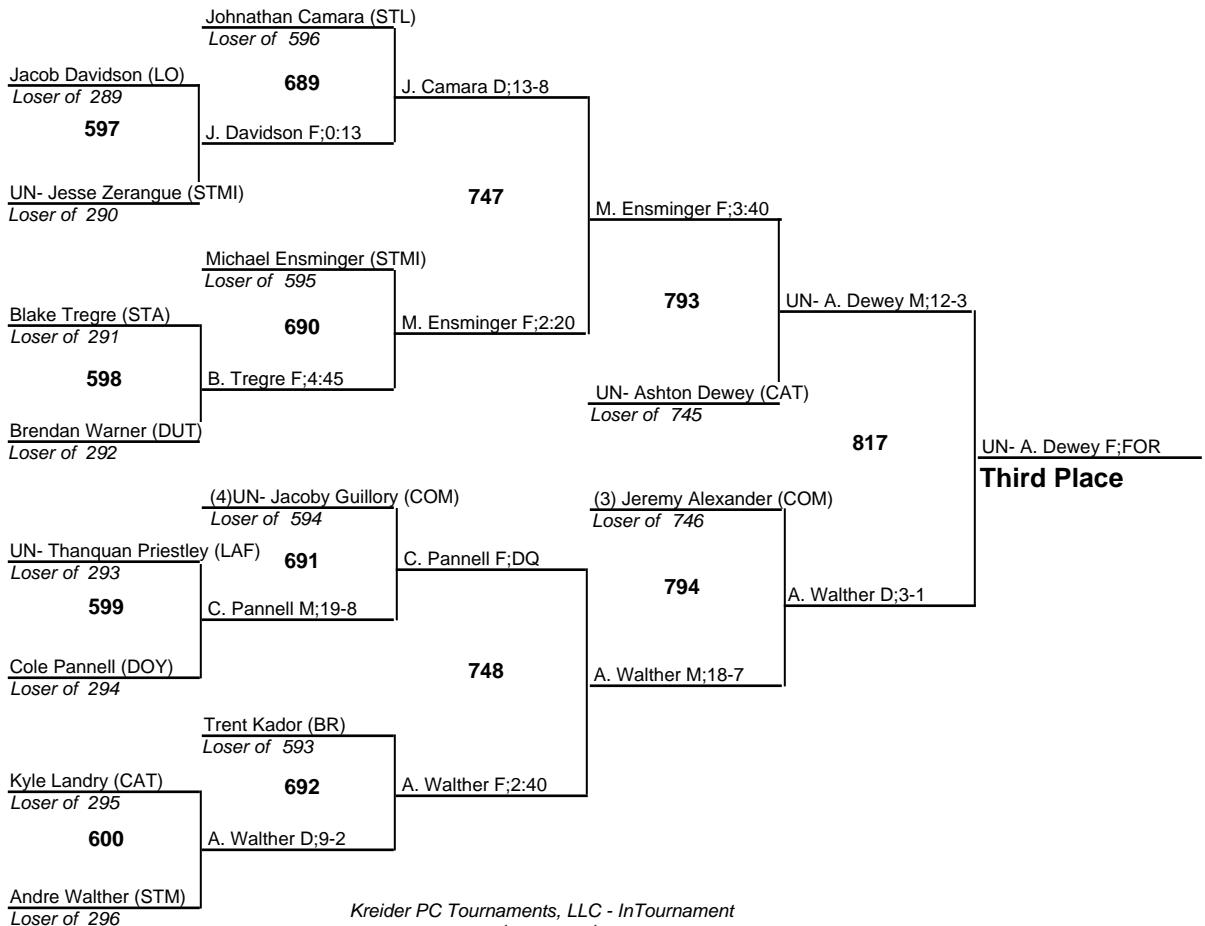 Johnathan Camara (STL)
Loser of 596
Jacob Davidson (LO)
Loser of 289
689
J. Camara D;13-8
597
J. Davidson F;0:13
UN- Jesse Zerangue (STMI)
Loser of 290
747
M. Ensminger F;3:40
Michael Ensminger (STMI)
Loser of 595
Blake Tregre (STA)
Loser of 291
690
M. Ensminger F;2:20
793
UN- A. Dewey M;12-3
598
B. Tregre F;4:45
UN- Ashton Dewey (CAT)
Loser of 745
Brendan Warner (DUT)
Loser of 292
817
UN- A. Dewey F;FOR
Third Place
(4)UN- Jacoby Guillory (COM)
Loser of 594
(3) Jeremy Alexander (COM)
Loser of 746
UN- Thanquan Priestley (LAF)
Loser of 293
691
C. Pannell F;DQ
794
A. Walther D;3-1
599
C. Pannell M;19-8
Cole Pannell (DOY)
Loser of 294
748
A. Walther M;18-7
Trent Kador (BR)
Loser of 593
Kyle Landry (CAT)
Loser of 295
692
A. Walther F;2:40
600
A. Walther D;9-2
Andre Walther (STM)
Loser of 296
Kreider PC Tournaments, LLC - InTournament